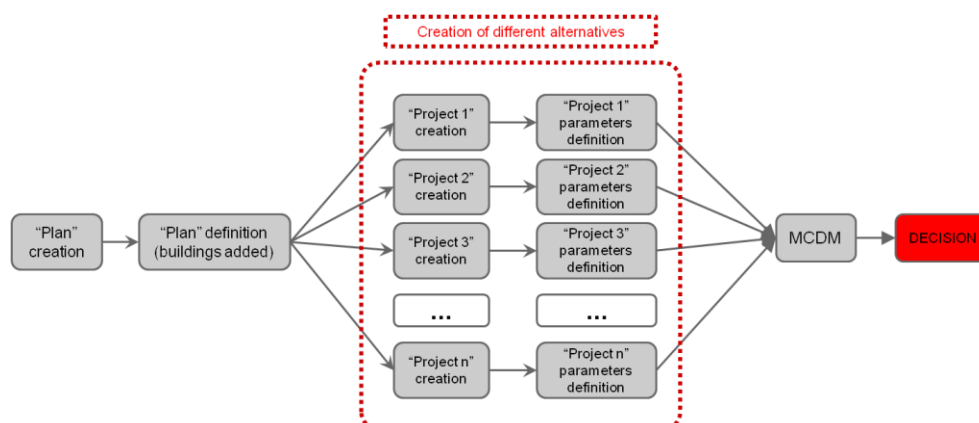 Creation of different alternatives
“Project 1”
creation
“Project 1”
parameters
definition
“Project 2”
creation
“Project 2”
parameters
definition
“Plan”
creation
“Plan” definition
(buildings added)
“Project 3”
creation
“Project 3”
parameters
definition
MCDM
DECISION
...
...
“Project n”
creation
“Project n”
parameters
definition